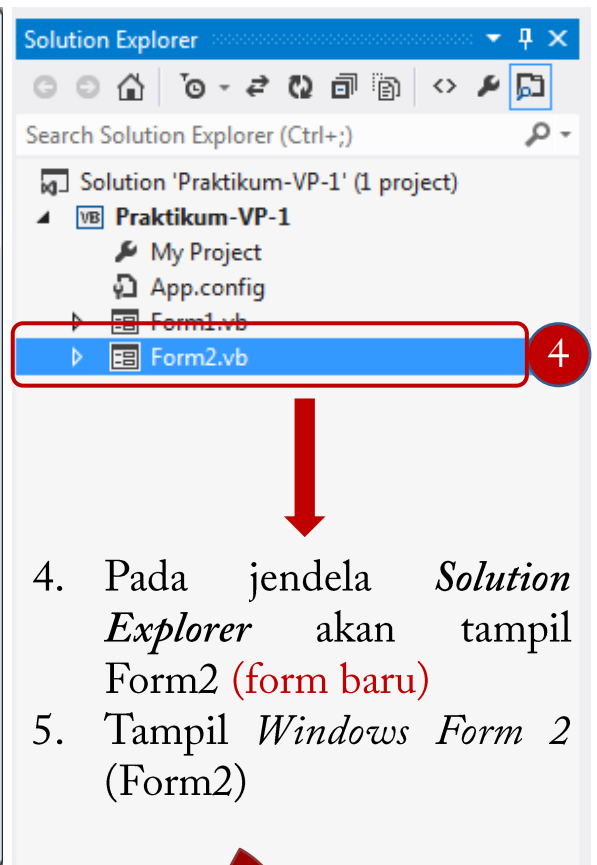 Solution Explorer
Search Solution Explorer (Ctrl+;)
Solution 'Praktikum-VP-1' (1 project)
VB Praktikum-VP-1
My Project
App.config
Form1.vb
Form2.vb
4
4. Pada jendela Solution
Explorer akan tampil
Form2 (form baru)
5. Tampil Windows Form 2
(Form2)